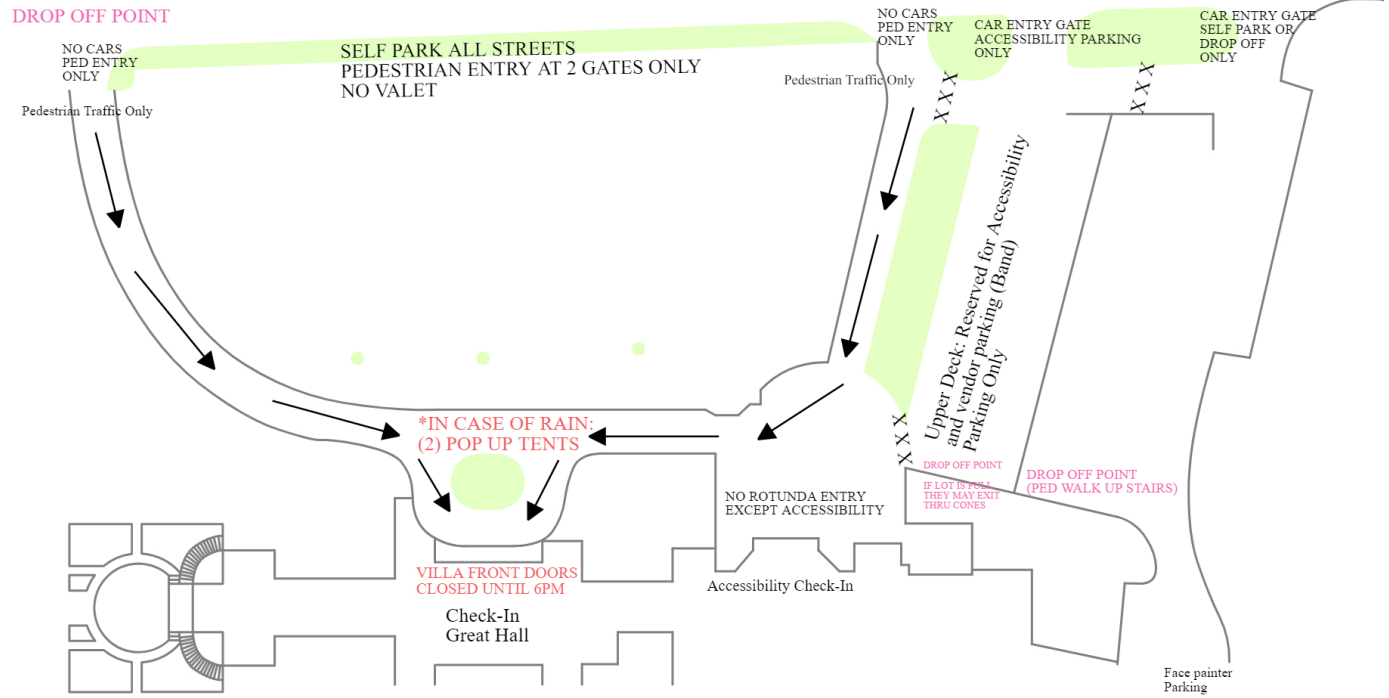 DROP OFF POINT
NO CARS
PED ENTRY
ONLY
Pedestrian Traffic Only
SELF PARK ALL STREETS
PEDESTRIAN ENTRY AT 2 GATES ONLY
NO VALET
NO CARS
PED ENTRY
ONLY
Pedestrian Traffic Only
CAR ENTRY GATE
ACCESSIBILITY PARKING
ONLY
CAR ENTRY GATE
SELF PARK OR
DROP OFF
ONLY
X X X
X X X
Upper Deck: Reserved for Accessibility
and vendor parking (Band)
Parking Only
X X X
*IN CASE OF RAIN:
(2) POP UP TENTS
DROP OFF POINT
IF LOT IS FULL
THEY MAY EXIT
THRU CONES
DROP OFF POINT
(PED WALK UP STAIRS)
NO ROTUNDA ENTRY
EXCEPT ACCESSIBILITY
VILLA FRONT DOORS
CLOSED UNTIL 6PM
Accessibility Check-In
Check-In
Great Hall
Face painter
Parking